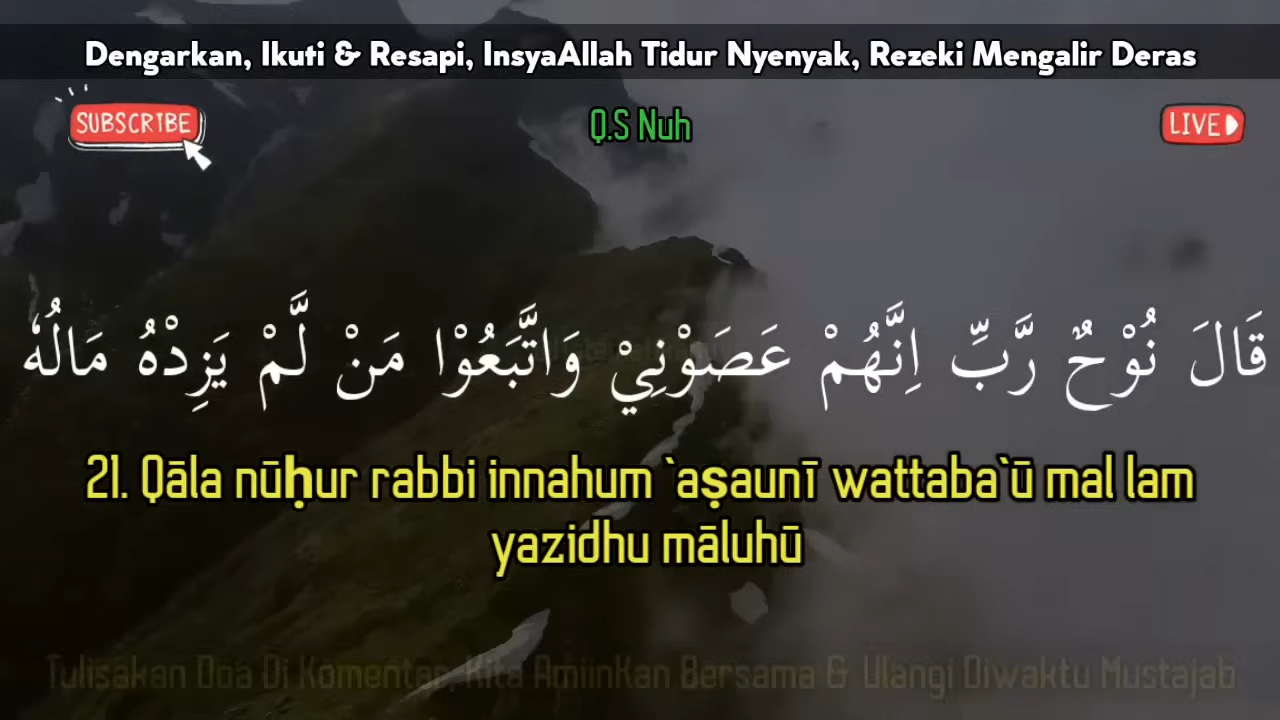 Dengarkan, Ikuti & Resapi, InsyaAllah Tidur Nyenyak, Rezeki Mengalir Deras
SUBSCRIBE
Q.S Nuh
LIVE
قَالَ نُوْحٌ رَّبِّ اِنَّهُمْ عَصَوْنِيْ وَاتَّبَعُوْا مَنْ لَّمْ يَزِدْهُ مَالُهٗ
21. Qāla nūḥur rabbi innahum `aṣaunī wattaba`ū mal lam
yazidhu māluhū
Tulisakan Doa Di Komentar, Kita AmiinKan Bersama & Ulangi Diwaktu Mustajab